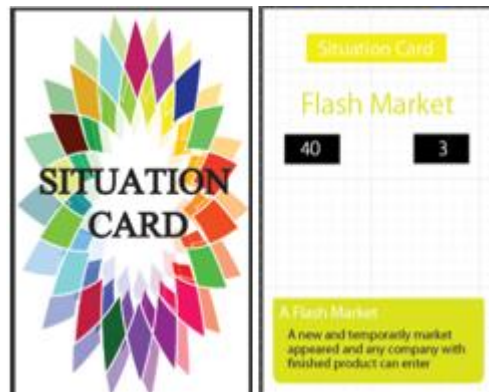 SITUATION
CARD
Situation Card
Flash Market
40 3
A Flash Market
A new and temporarily market
appeared and any company with
finished product can enter